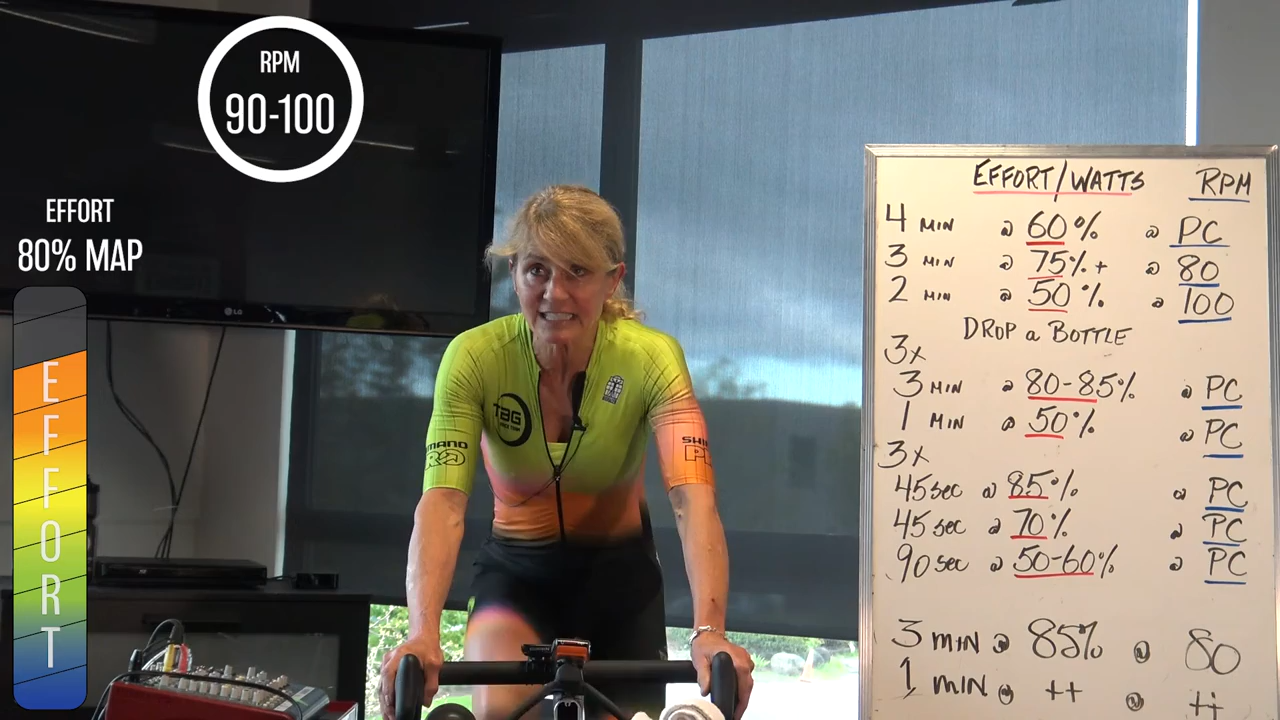 RPM
90-100
EFFORT
80% MAP
EFFORT
LG
TBG
SHI
EFFORT/WATTS RPM
4 MIN @ 60% @ PC
3 MIN @ 75%+ @ 80
2 MIN @ 50% @ 100
DROP a BOTTLE
3x
3 MIN @ 80-85% @ PC
1 MIN @ 50% @ PC
3x
45sec @ 85% @ PC
45sec @ 70% @ PC
90sec @ 50-60% @ PC
3 MIN @ 85% @ 80
1 MIN @ ++ @ ++